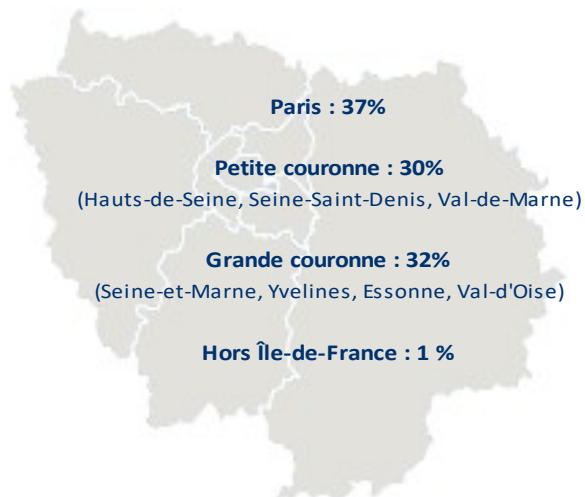 Paris : 37%
Petite couronne : 30%
(Hauts-de-Seine, Seine-Saint-Denis, Val-de-Marne)
Grande couronne : 32%
(Seine-et-Marne, Yvelines, Essonne, Val-d'Oise)
Hors Île-de-France : 1 %